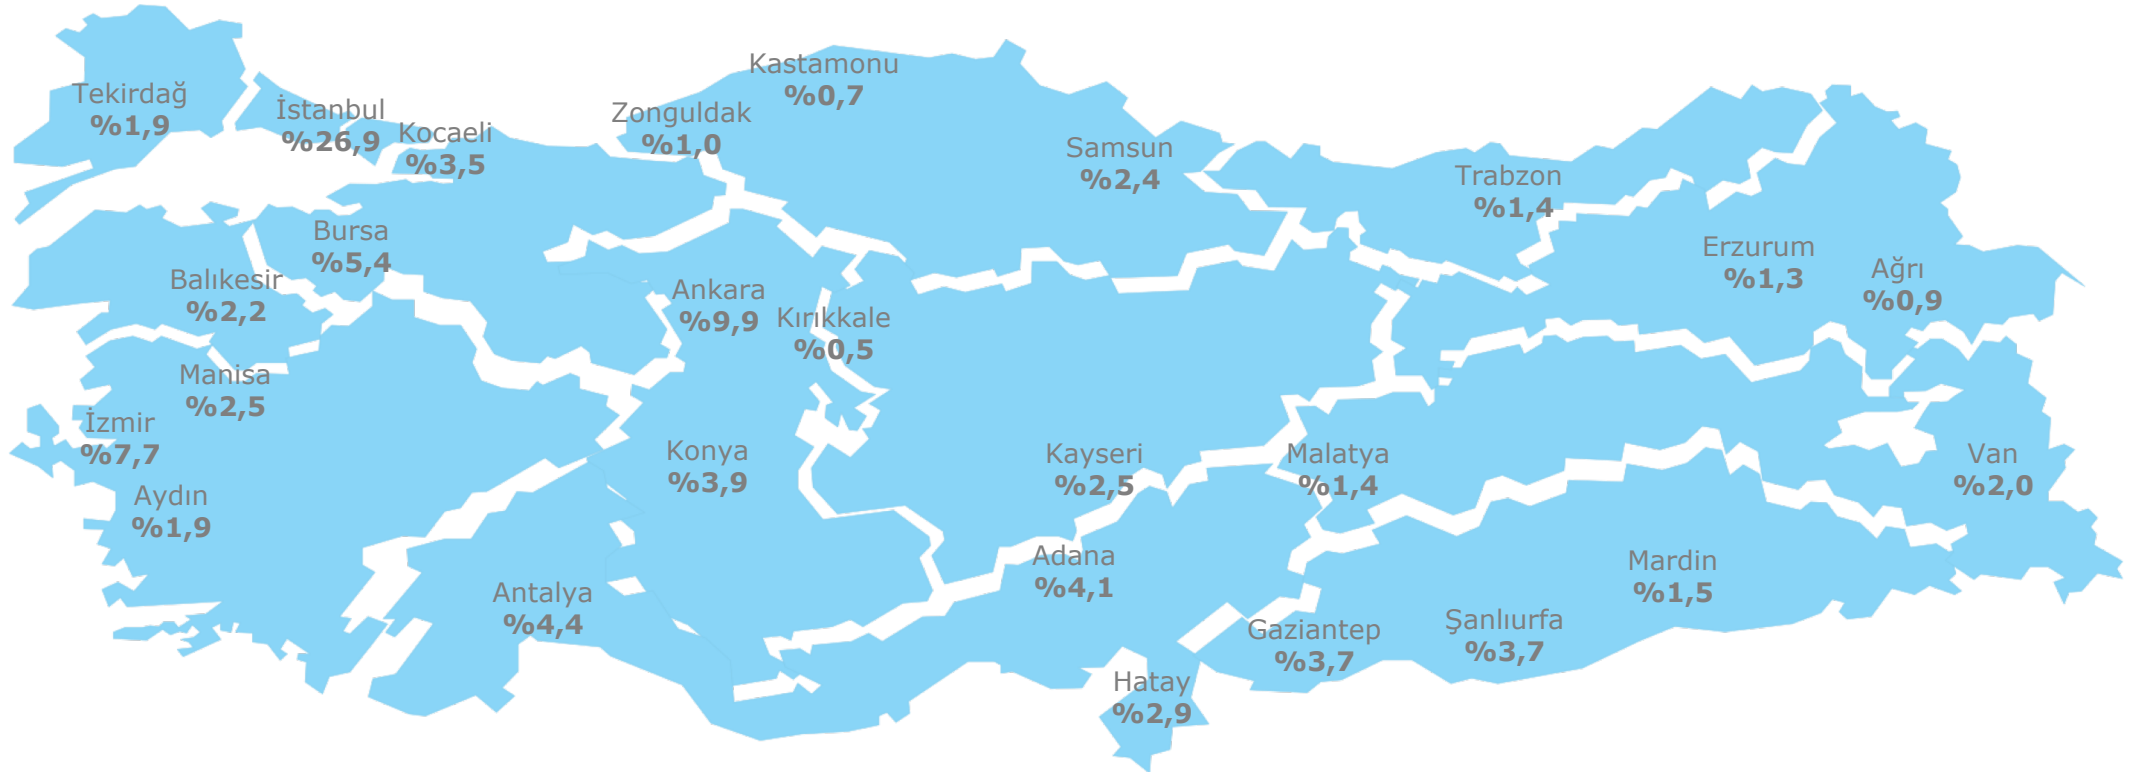 Kastamonu
%0,7
Tekirdağ
%1,9
İstanbul
%26,9
Zonguldak
%1,0
Kocaeli
%3,5
Samsun
%2,4
Trabzon
%1,4
Bursa
%5,4
Erzurum
%1,3
Ağrı
%0,9
Balıkesir
%2,2
Ankara
%9,9
Kırıkkale
%0,5
Manisa
%2,5
İzmir
%7,7
Konya
%3,9
Kayseri
%2,5
Malatya
%1,4
Van
%2,0
Aydın
%1,9
Adana
%4,1
Mardin
%1,5
Antalya
%4,4
Şanlıurfa
%3,7
Gaziantep
%3,7
Hatay
%2,9